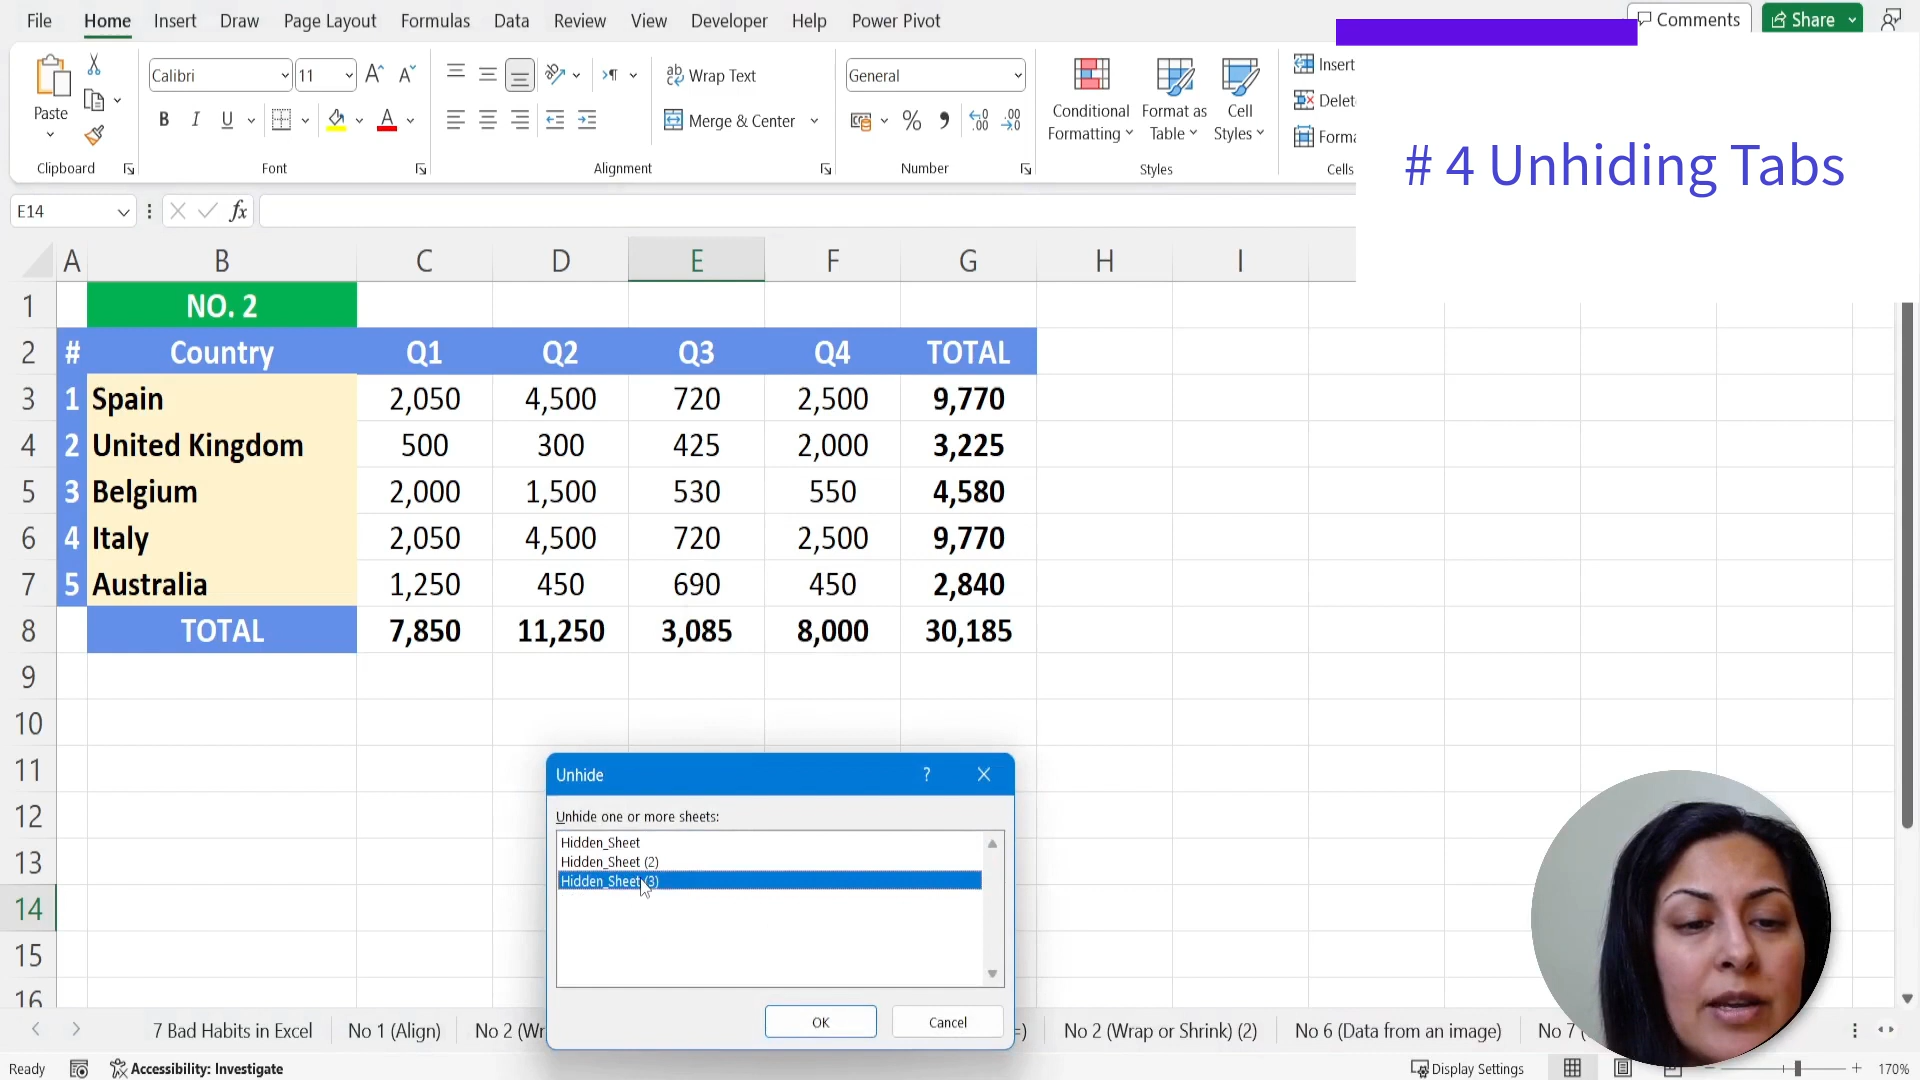 File Home Insert Draw Page Layout Formulas Data Review View Developer Help Power Pivot Comments Share
Calibri 11 Wrap Text General Insert
Paste Conditional Format as Cell Delet
B I U A Merge & Center % Formatting Table Styles Forma
Clipboard Font Alignment Number Styles Cells
# 4 Unhiding Tabs
E14 fx
A B C D E F G H I
1 NO. 2
2 # Country Q1 Q2 Q3 Q4 TOTAL
3 1 Spain 2,050 4,500 720 2,500 9,770
4 2 United Kingdom 500 300 425 2,000 3,225
5 3 Belgium 2,000 1,500 530 550 4,580
6 4 Italy 2,050 4,500 720 2,500 9,770
7 5 Australia 1,250 450 690 450 2,840
8 TOTAL 7,850 11,250 3,085 8,000 30,185
9
10
11
12
13
14
15
16
Unhide ?
Unhide one or more sheets:
Hidden_Sheet
Hidden_Sheet (2)
Hidden_Sheet (3)
OK Cancel
7 Bad Habits in Excel No 1 (Align) No 2 (Wr =) No 2 (Wrap or Shrink) (2) No 6 (Data from an image) No 7 (
Ready Accessibility: Investigate Display Settings 170%